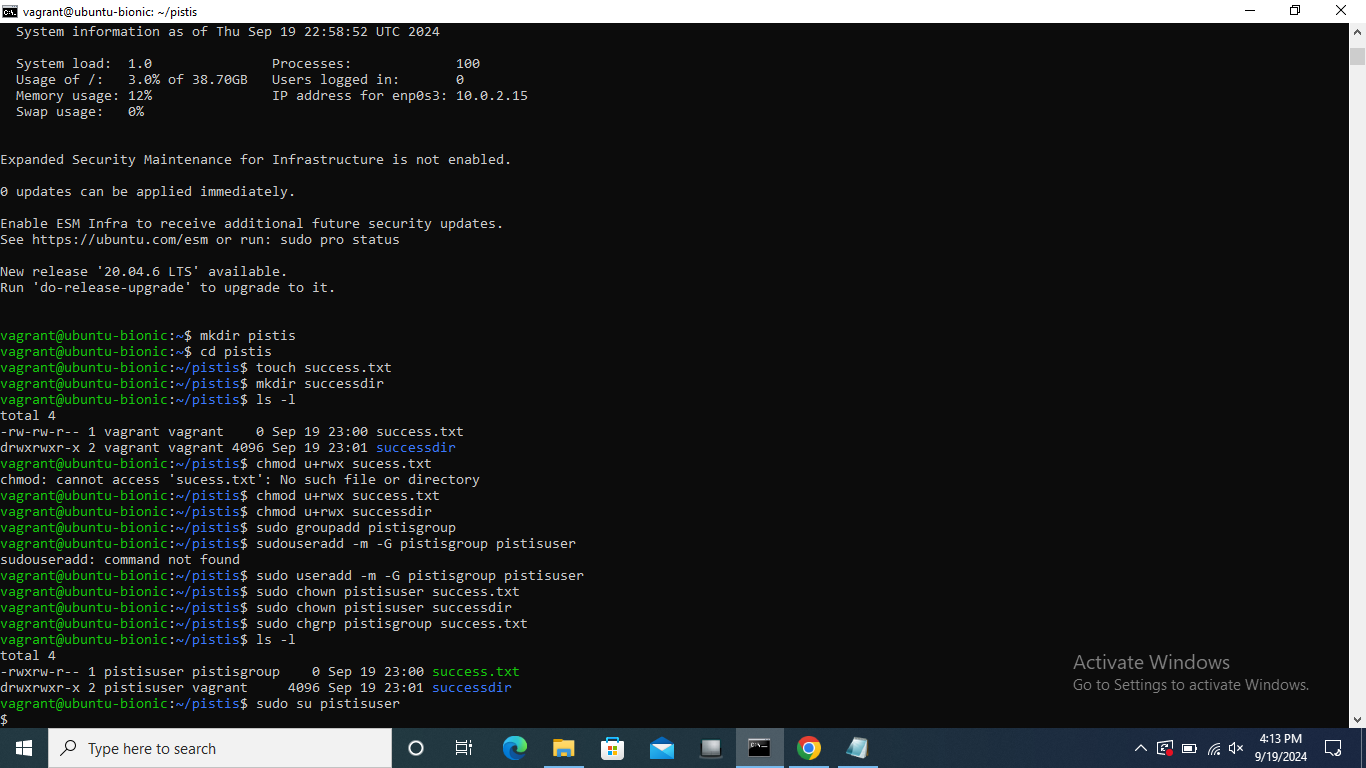 vagrant@ubuntu-bionic: ~/pistis
System information as of Thu Sep 19 22:58:52 UTC 2024
System load:  1.0                Processes:             100
Usage of /:   3.0% of 38.70GB   Users logged in:       0
Memory usage: 12%                IP address for enp0s3: 10.0.2.15
Swap usage:   0%
Expanded Security Maintenance for Infrastructure is not enabled.
0 updates can be applied immediately.
Enable ESM Infra to receive additional future security updates.
See https://ubuntu.com/esm or run: sudo pro status
New release '20.04.6 LTS' available.
Run 'do-release-upgrade' to upgrade to it.
vagrant@ubuntu-bionic:~$ mkdir pistis
vagrant@ubuntu-bionic:~$ cd pistis
vagrant@ubuntu-bionic:~/pistis$ touch success.txt
vagrant@ubuntu-bionic:~/pistis$ mkdir successdir
vagrant@ubuntu-bionic:~/pistis$ ls -l
total 4
-rw-rw-r-- 1 vagrant vagrant    0 Sep 19 23:00 success.txt
drwxrwxr-x 2 vagrant vagrant 4096 Sep 19 23:01 successdir
vagrant@ubuntu-bionic:~/pistis$ chmod u+rwx sucess.txt
chmod: cannot access 'sucess.txt': No such file or directory
vagrant@ubuntu-bionic:~/pistis$ chmod u+rwx success.txt
vagrant@ubuntu-bionic:~/pistis$ chmod u+rwx successdir
vagrant@ubuntu-bionic:~/pistis$ sudo groupadd pistisgroup
vagrant@ubuntu-bionic:~/pistis$ sudouseradd -m -G pistisgroup pistisuser
sudouseradd: command not found
vagrant@ubuntu-bionic:~/pistis$ sudo useradd -m -G pistisgroup pistisuser
vagrant@ubuntu-bionic:~/pistis$ sudo chown pistisuser success.txt
vagrant@ubuntu-bionic:~/pistis$ sudo chown pistisuser successdir
vagrant@ubuntu-bionic:~/pistis$ sudo chgrp pistisgroup success.txt
vagrant@ubuntu-bionic:~/pistis$ ls -l
total 4
-rwxrw-r-- 1 pistisuser pistisgroup    0 Sep 19 23:00 success.txt
drwxrwxr-x 2 pistisuser vagrant     4096 Sep 19 23:01 successdir
vagrant@ubuntu-bionic:~/pistis$ sudo su pistisuser
$
Activate Windows
Go to Settings to activate Windows.
Type here to search
4:13 PM
9/19/2024